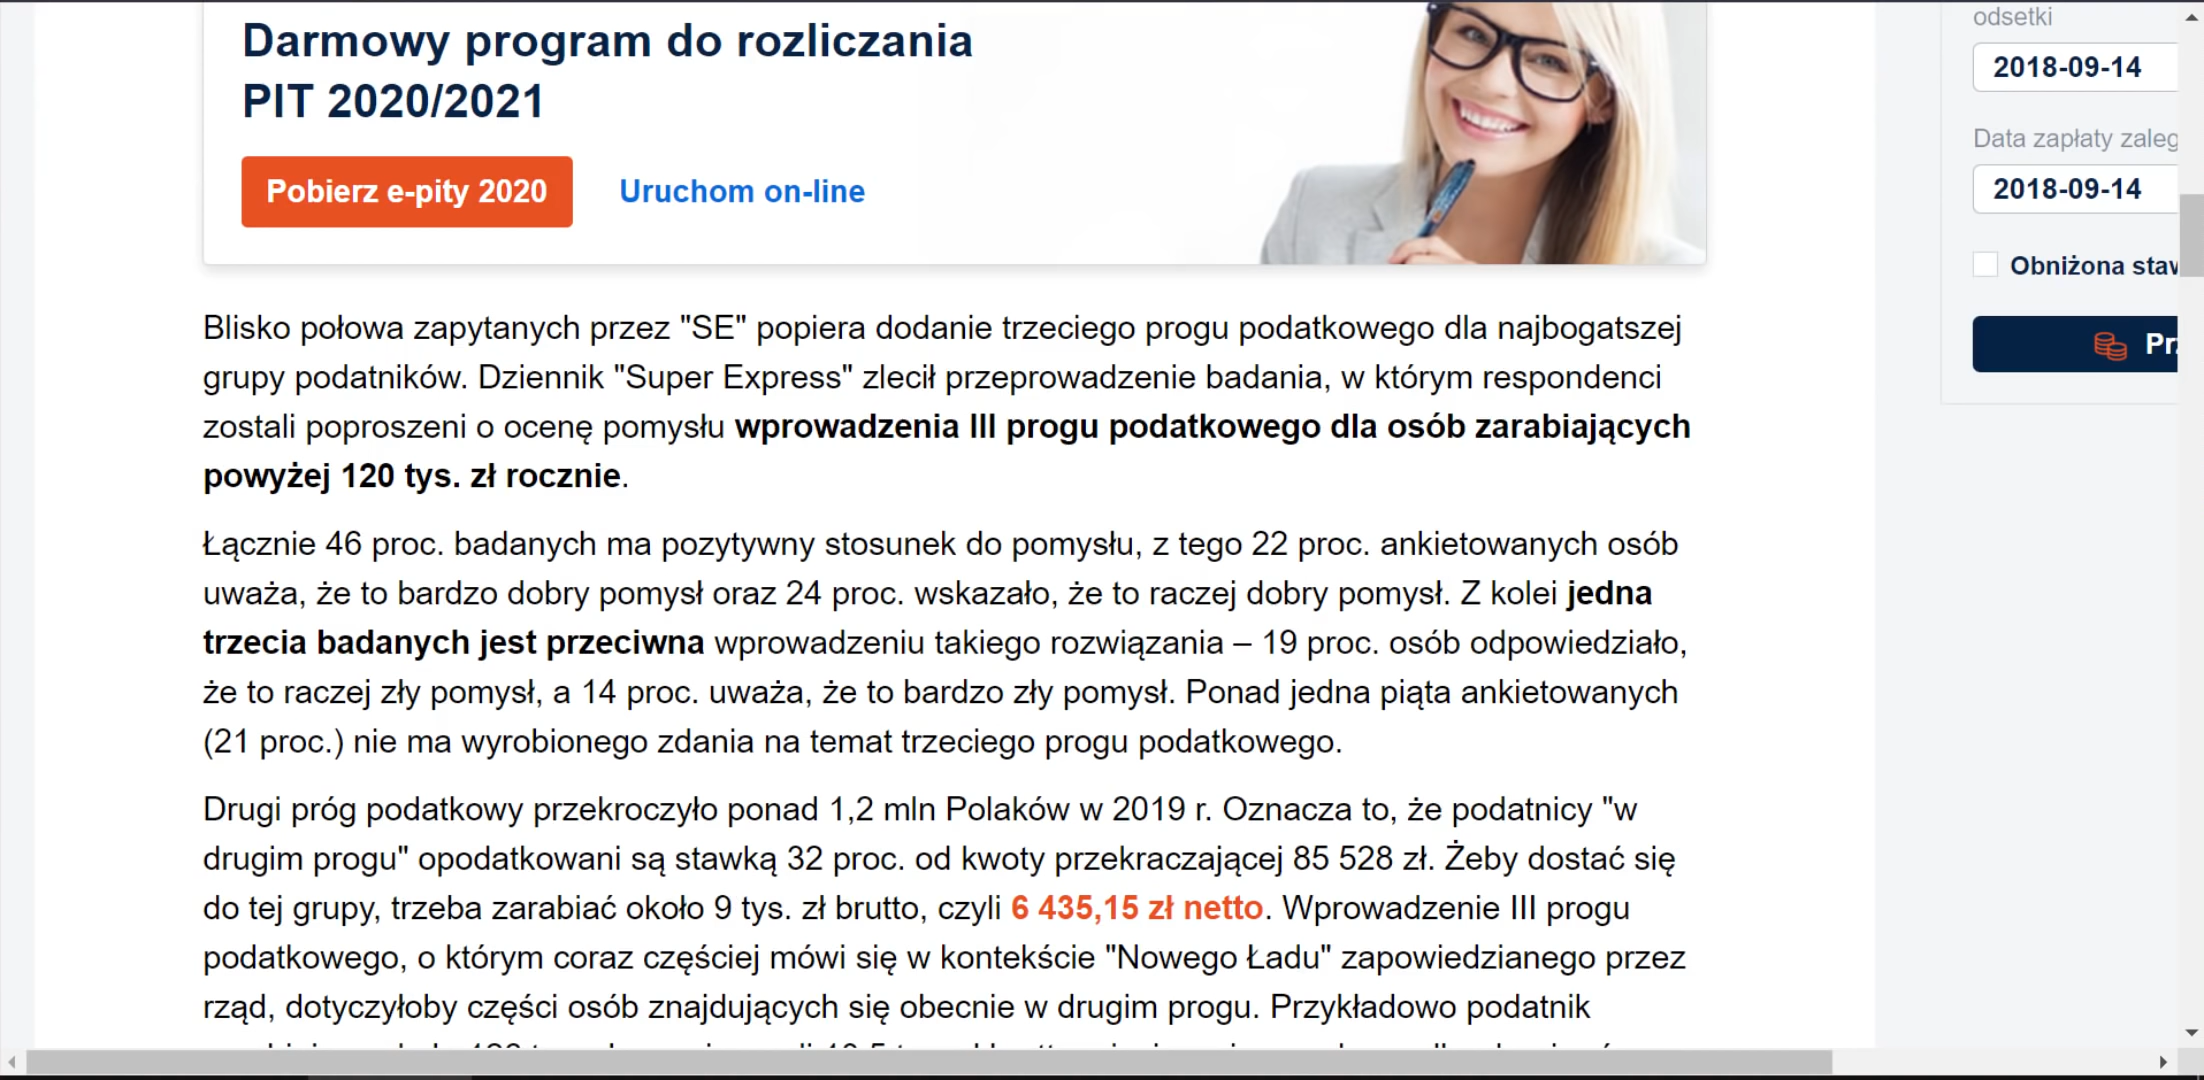 Darmowy program do rozliczania
PIT 2020/2021
Pobierz e-pity 2020
Uruchom on-line
Blisko połowa zapytanych przez "SE" popiera dodanie trzeciego progu podatkowego dla najbogatszej
grupy podatników. Dziennik "Super Express" zlecił przeprowadzenie badania, w którym respondenci
zostali poproszeni o ocenę pomysłu wprowadzenia III progu podatkowego dla osób zarabiających
powyżej 120 tys. zł rocznie.
Łącznie 46 proc. badanych ma pozytywny stosunek do pomysłu, z tego 22 proc. ankietowanych osób
uważa, że to bardzo dobry pomysł oraz 24 proc. wskazało, że to raczej dobry pomysł. Z kolei jedna
trzecia badanych jest przeciwna wprowadzeniu takiego rozwiązania – 19 proc. osób odpowiedziało,
że to raczej zły pomysł, a 14 proc. uważa, że to bardzo zły pomysł. Ponad jedna piąta ankietowanych
(21 proc.) nie ma wyrobionego zdania na temat trzeciego progu podatkowego.
Drugi próg podatkowy przekroczyło ponad 1,2 mln Polaków w 2019 r. Oznacza to, że podatnicy "w
drugim progu" opodatkowani są stawką 32 proc. od kwoty przekraczającej 85 528 zł. Żeby dostać się
do tej grupy, trzeba zarabiać około 9 tys. zł brutto, czyli 6 435,15 zł netto. Wprowadzenie III progu
podatkowego, o którym coraz częściej mówi się w kontekście "Nowego Ładu" zapowiedzianego przez
rząd, dotyczyłoby części osób znajdujących się obecnie w drugim progu. Przykładowo podatnik
odsetki
2018-09-14
Data zapłaty zaleg
2018-09-14
Obniżona staw
Prz